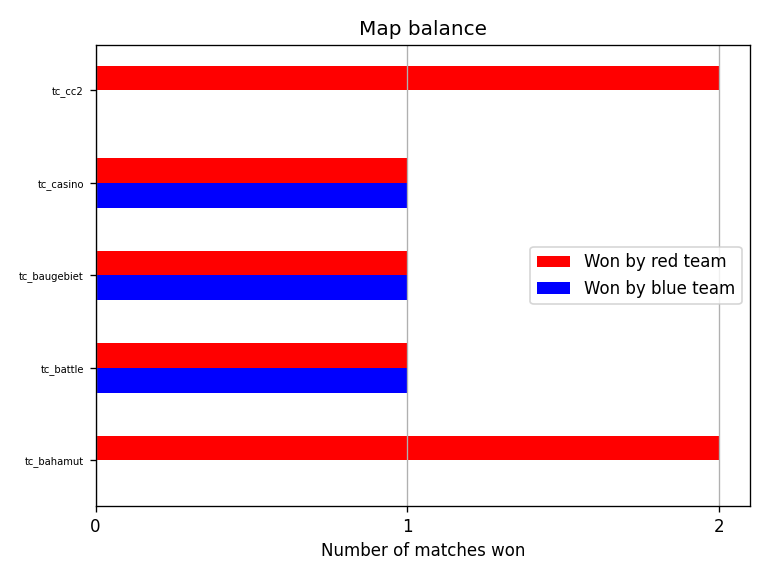 Map balance
tc_cc2
tc_casino
tc_baugebiet
tc_battle
tc_bahamut
Won by red team
Won by blue team
0 1 2
Number of matches won